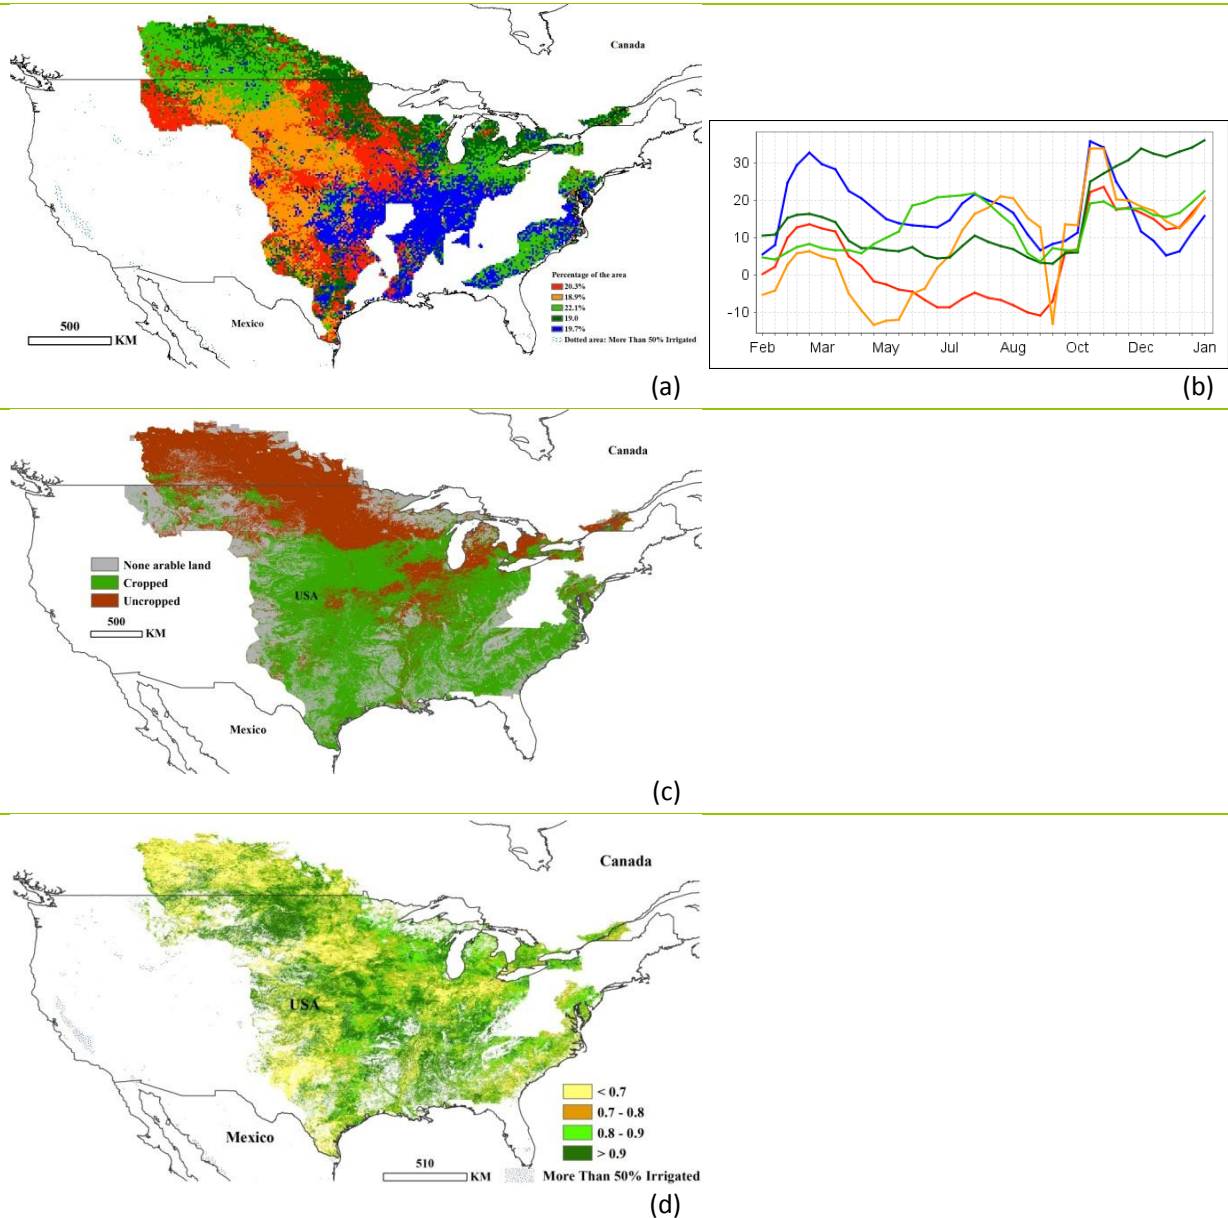 Canada
USA
Mexico
500
KM
Percentage of the area
20.3%
18.9%
22.1%
19.0
19.7%
Dotted area: More Than 50% Irrigated
(a)
30
20
10
0
-10
Feb Mar May Jul Aug Oct Dec Jan
(b)
Canada
None arable land
Cropped
Uncropped
USA
500
KM
Mexico
(c)
Canada
USA
Mexico
< 0.7
0.7 - 0.8
0.8 - 0.9
> 0.9
510
KM
More Than 50% Irrigated
(d)